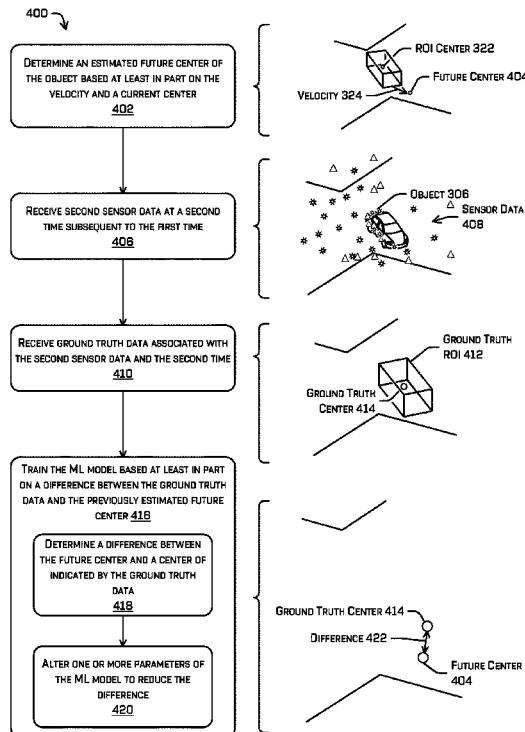 400
DETERMINE AN ESTIMATED FUTURE CENTER OF
THE OBJECT BASED AT LEAST IN PART ON THE
VELOCITY AND A CURRENT CENTER
402
ROI CENTER 322
FUTURE CENTER 404
VELOCITY 324
RECEIVE SECOND SENSOR DATA AT A SECOND
TIME SUBSEQUENT TO THE FIRST TIME
406
OBJECT 306
SENSOR DATA
408
RECEIVE GROUND TRUTH DATA ASSOCIATED WITH
THE SECOND SENSOR DATA AND THE SECOND TIME
410
GROUND TRUTH
ROI 412
GROUND TRUTH
CENTER 414
TRAIN THE ML MODEL BASED AT LEAST IN PART
ON A DIFFERENCE BETWEEN THE GROUND TRUTH
DATA AND THE PREVIOUSLY ESTIMATED FUTURE
CENTER 416
DETERMINE A DIFFERENCE BETWEEN
THE FUTURE CENTER AND A CENTER OF
INDICATED BY THE GROUND TRUTH
DATA
418
ALTER ONE OR MORE PARAMETERS OF
THE ML MODEL TO REDUCE THE
DIFFERENCE
420
GROUND TRUTH CENTER 414
DIFFERENCE 422
FUTURE CENTER
404